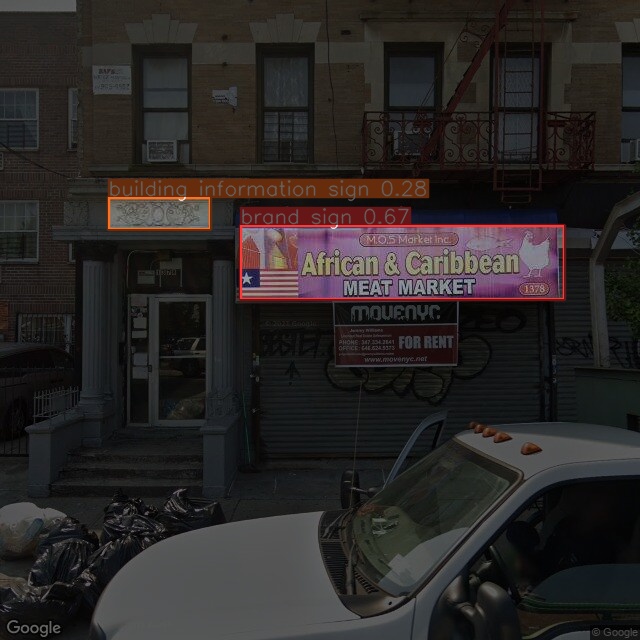 building information sign 0.28
brand sign 0.67
M.O.S Market Inc.
African & Caribbean
MEAT MARKET
1378
MOVENYC
FOR RENT
www.movenyc.net
Google
© Google